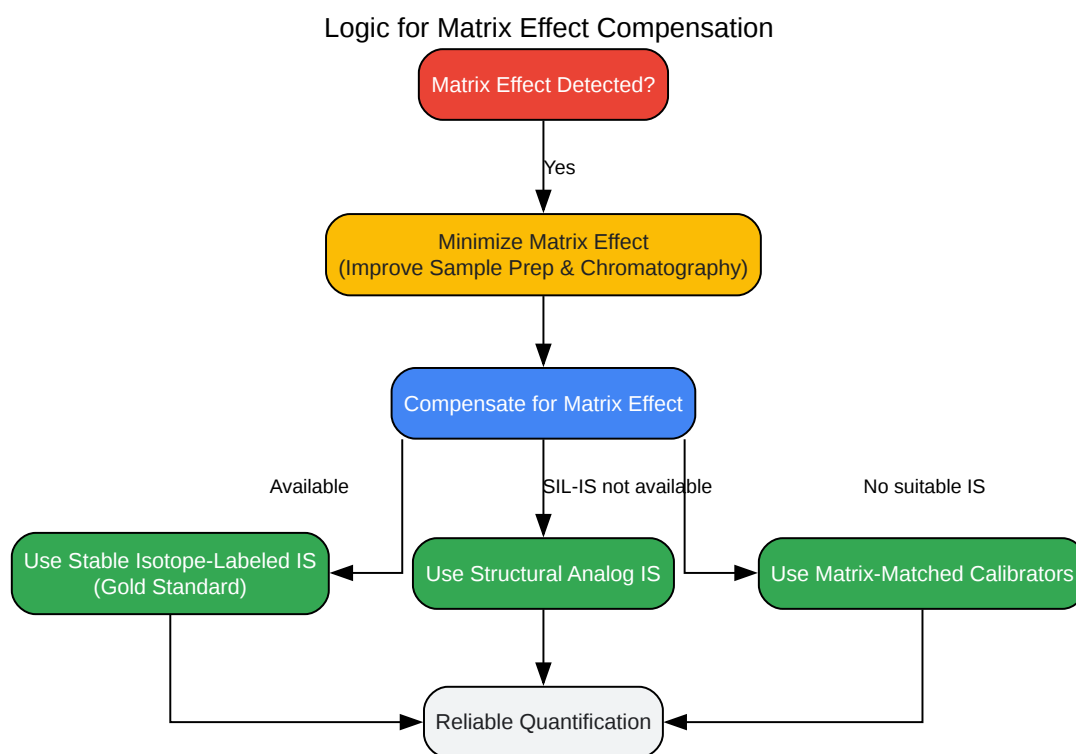 Logic for Matrix Effect Compensation
Matrix Effect Detected?
Yes
Minimize Matrix Effect
(Improve Sample Prep & Chromatography)
Compensate for Matrix Effect
Available
SIL-IS not available
No suitable IS
Use Stable Isotope-Labeled IS
(Gold Standard)
Use Structural Analog IS
Use Matrix-Matched Calibrators
Reliable Quantification